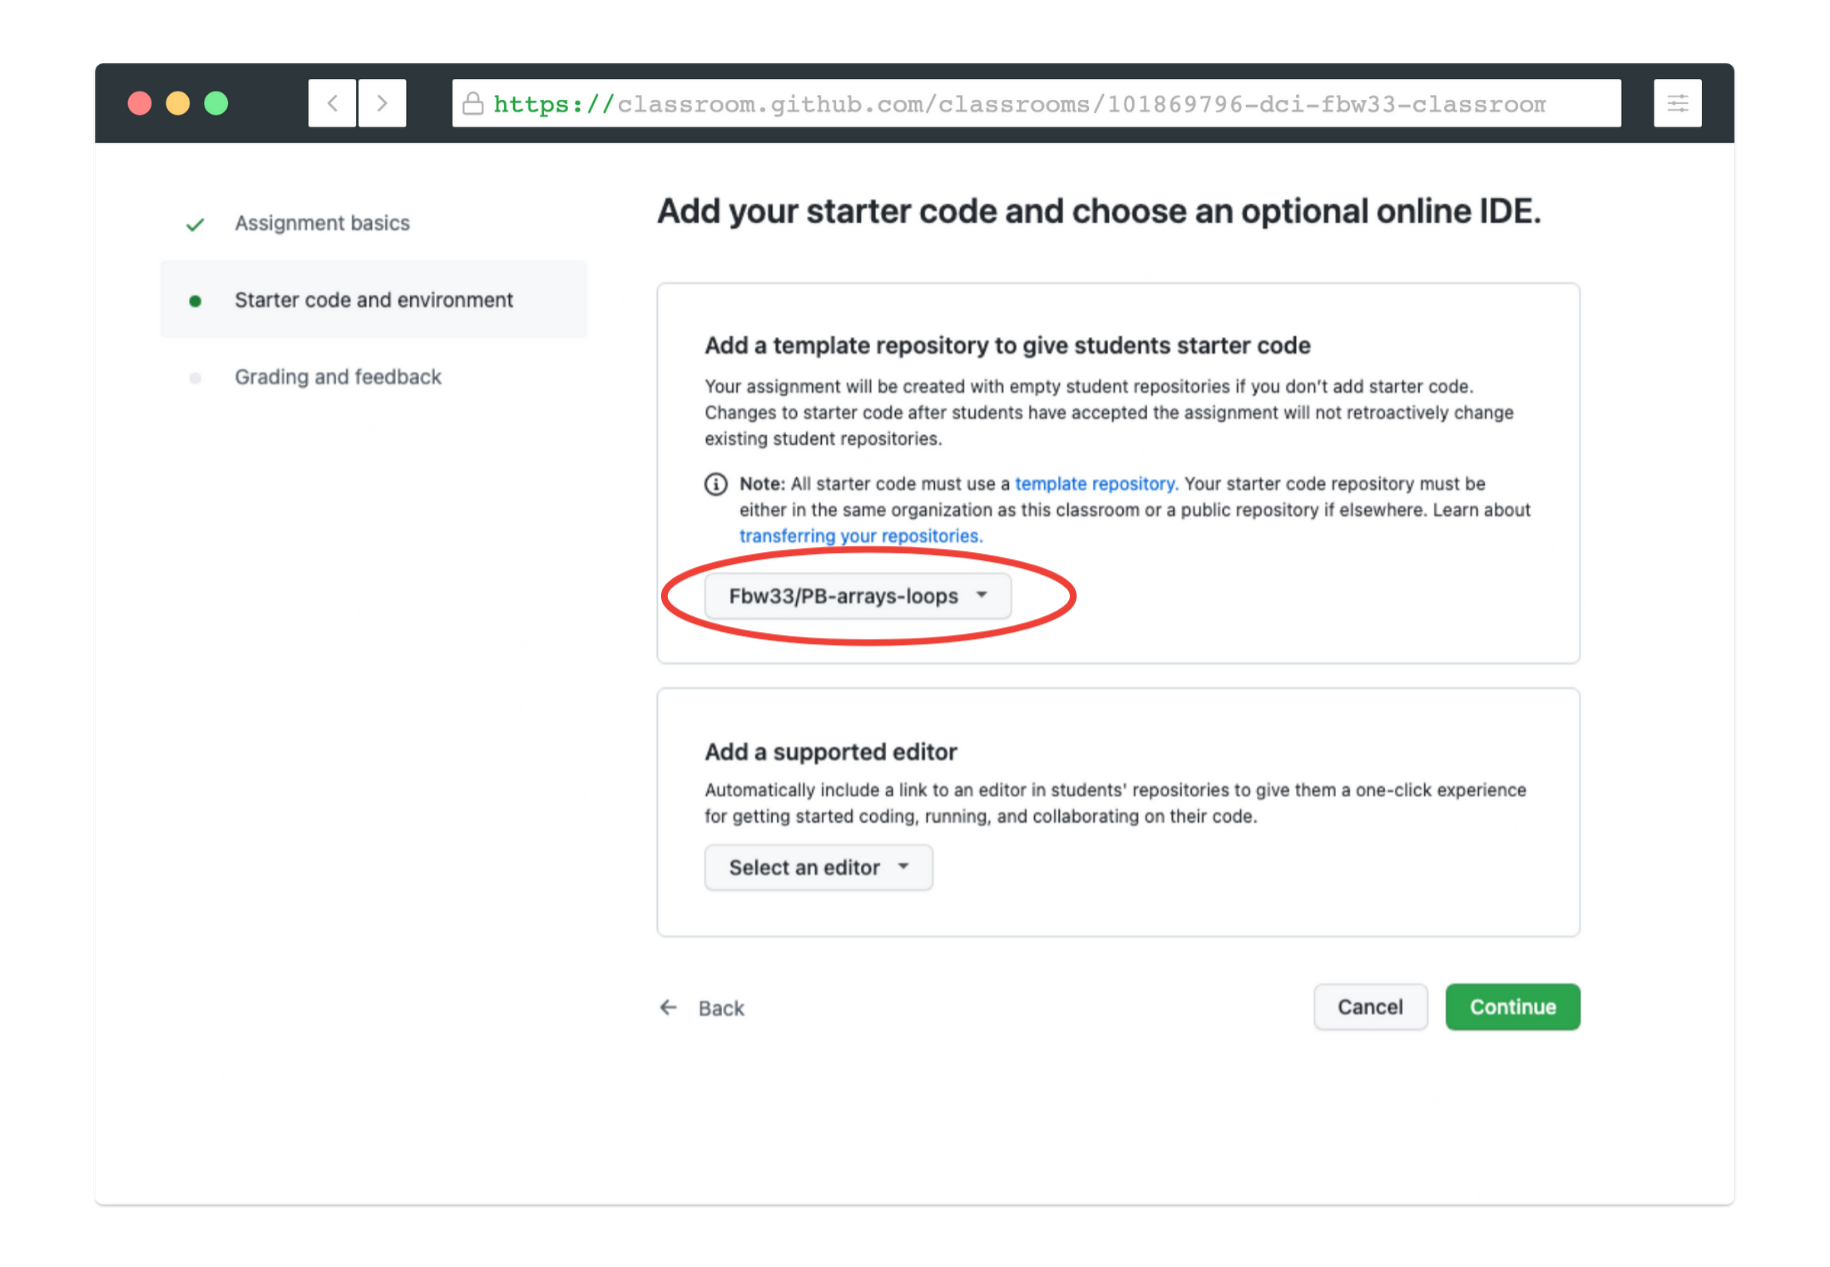 https://classroom.github.com/classrooms/101869796-dci-fbw33-classroom
Assignment basics
Starter code and environment
Grading and feedback
Add your starter code and choose an optional online IDE.
Add a template repository to give students starter code
Your assignment will be created with empty student repositories if you don’t add starter code.
Changes to starter code after students have accepted the assignment will not retroactively change
existing student repositories.
Note: All starter code must use a template repository. Your starter code repository must be
either in the same organization as this classroom or a public repository if elsewhere. Learn about
transferring your repositories.
Fbw33/PB-arrays-loops
Add a supported editor
Automatically include a link to an editor in students' repositories to give them a one-click experience
for getting started coding, running, and collaborating on their code.
Select an editor
Back
Cancel
Continue